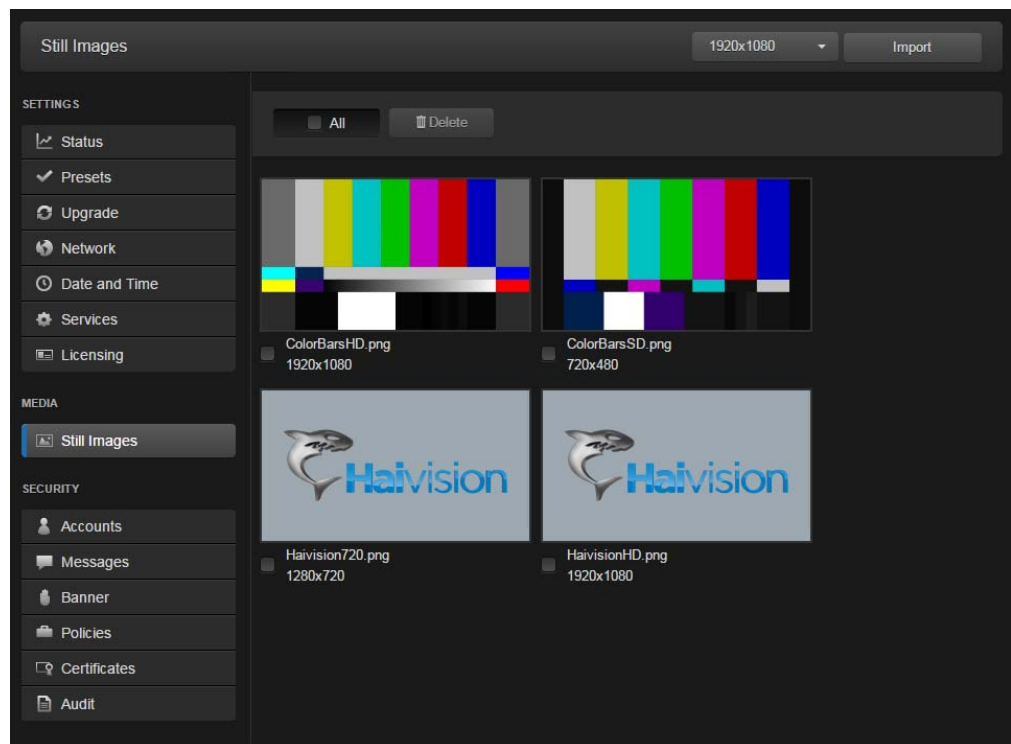 Still Images
1920x1080
Import
SETTINGS
Status
Presets
Upgrade
Network
Date and Time
Services
Licensing
MEDIA
Still Images
SECURITY
Accounts
Messages
Banner
Policies
Certificates
Audit
All
Delete
ColorBarsHD.png
1920x1080
ColorBarsSD.png
720x480
Haivision
Haivision720.png
1280x720
Haivision
HaivisionHD.png
1920x1080